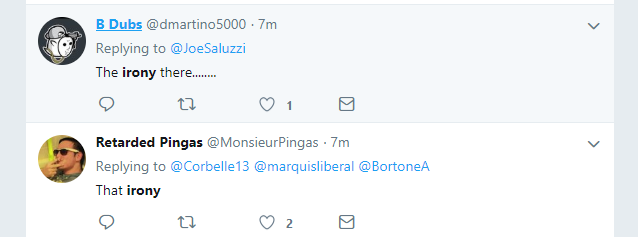 B Dubs @dmartino5000 · 7m
Replying to @JoeSaluzzi
The irony there........
1
Retarded Pingas @MonsieurPingas · 7m
Replying to @Corbelle13 @marquisliberal @BortoneA
That irony
2